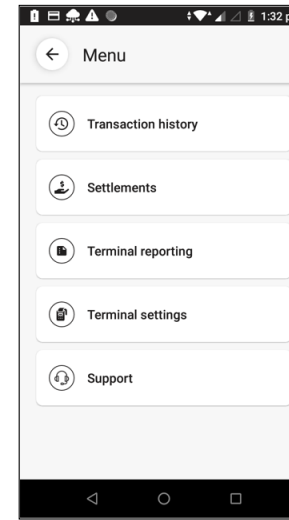 1:32 p
Menu
Transaction history
Settlements
Terminal reporting
Terminal settings
Support